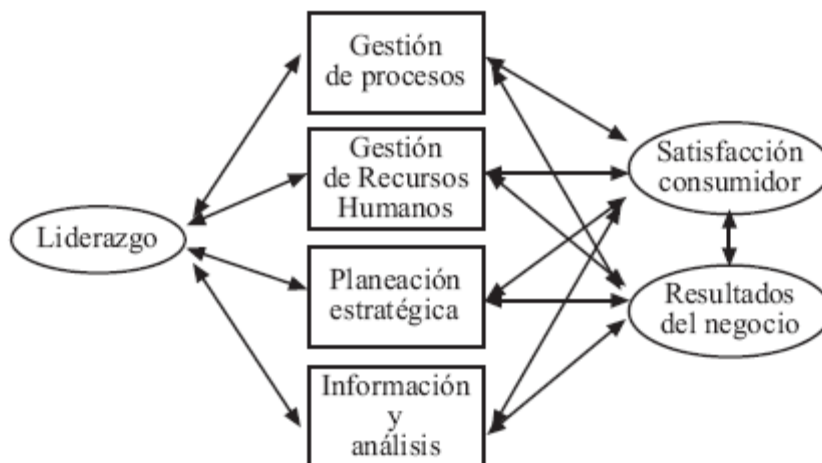 Gestión
de procesos
Gestión
de Recursos
Humanos
Liderazgo
Planeación
estratégica
Información
y
análisis
Satisfacción
consumidor
Resultados
del negocio